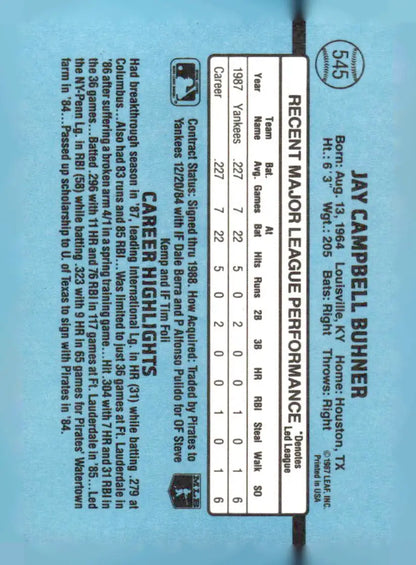 545
JAY CAMPBELL BUHNER
Born: Aug. 13, 1964 Louisville, KY Home: Houston, TX
Ht.: 6'3" Wgt.: 205 Bats: Right Throws: Right
© 1987 LEAF, INC.
Printed in USA
RECENT MAJOR LEAGUE PERFORMANCE
*Denotes
Led League
Year Team Name Bat. Avg. Games At Bat Hits Runs 2B 3B HR RBI Steal Walk SO
1987 Yankees .227 7 22 5 0 2 0 0 1 0 1 6
Career .227 7 22 5 0 2 0 0 1 0 1 6
Contract Status: Signed thru 1988. How Acquired: Traded by Pirates to
Yankees 12/20/84 with IF Dale Berra and P Alfonso Pulido for OF Steve
Kemp and IF Tim Foli
MLB
CAREER HIGHLIGHTS
Had breakthrough season in '87, leading International Lg. in HR (31) while batting .279 at
Columbus...Also had 83 runs and 85 RBI...Was limited to just 36 games at Ft. Lauderdale in
'86 after suffering a broken arm 4/1 in a spring training game...Hit .304 with 7 HR and 31 RBI in
the 36 games...Batted .296 with 11 HR and 76 RBI in 117 games at Ft. Lauderdale in '85...Led
the NY-Penn Lg. in RBI (58) while batting .323 with 9 HR in 65 games for Pirates' Watertown
farm in '84...Passed up scholarship to U. of Texas to sign with Pirates in '84.